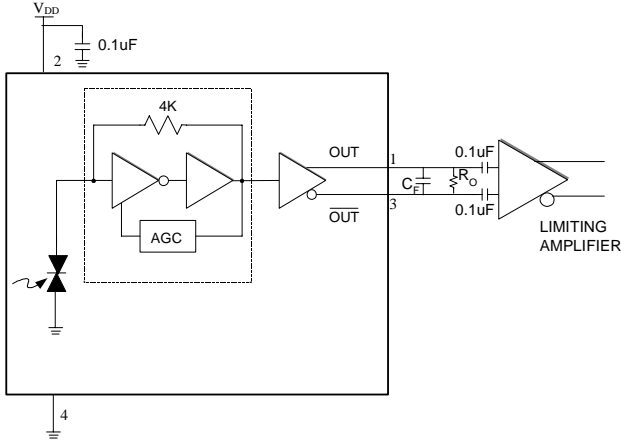 VDD
0.1uF
2
4K
OUT
1
0.1uF
CF
RO
AGC
OUT
3
0.1uF
LIMITING
AMPLIFIER
4